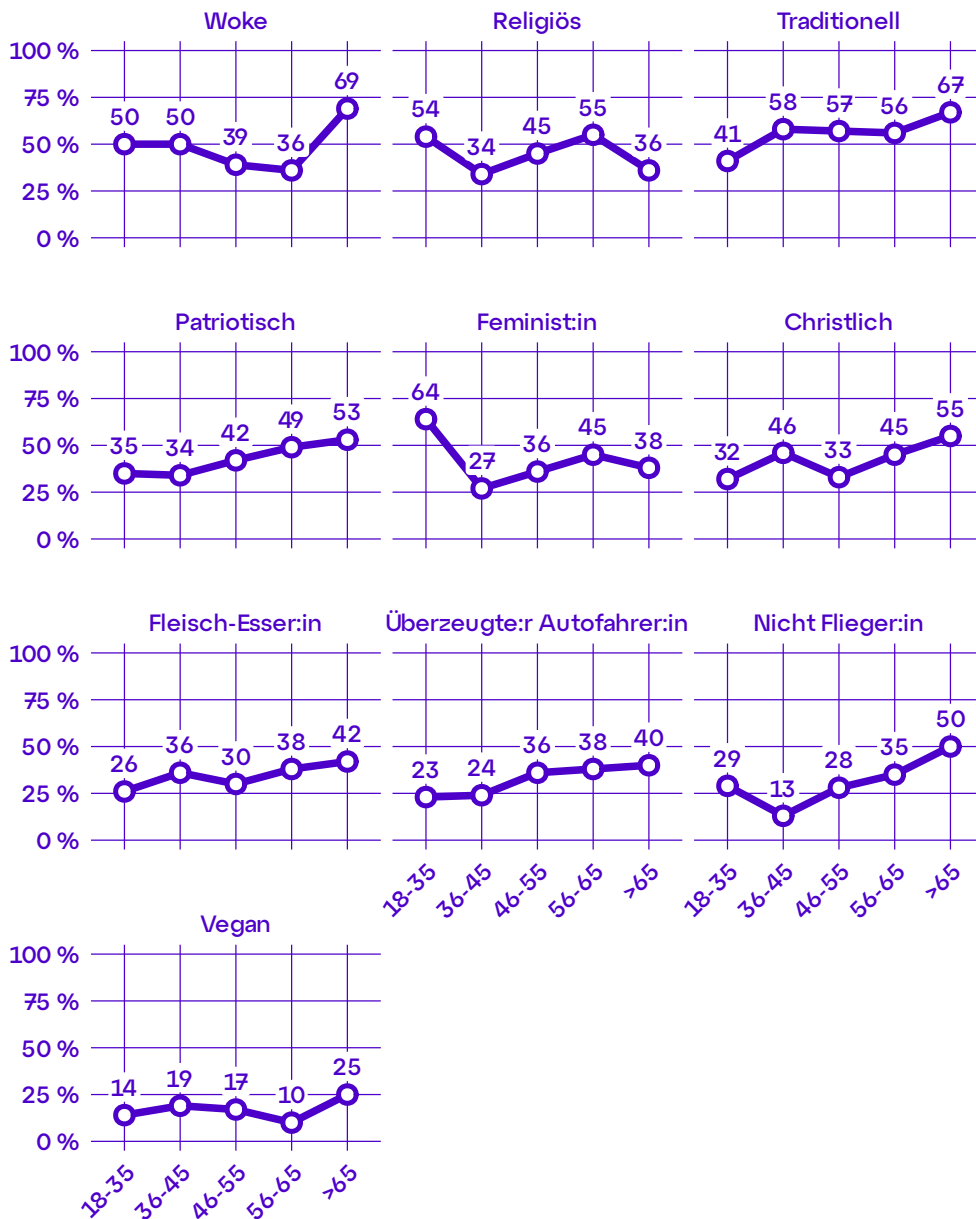 Woke
Religiös
Traditionell
100 %
75 %
50 %
25 %
0 %
50 50 39 36 69
54 34 45 55 36
41 58 57 56 67
Patriotisch
Feminist:in
Christlich
100 %
75 %
50 %
25 %
0 %
35 34 42 49 53
64 27 36 45 38
32 46 33 45 55
Fleisch-Esser:in
Überzeugte:r Autofahrer:in
Nicht Flieger:in
100 %
75 %
50 %
25 %
0 %
26 36 30 38 42
23 24 36 38 40
29 13 28 35 50
18-35 36-45 46-55 56-65 >65
18-35 36-45 46-55 56-65 >65
Vegan
100 %
75 %
50 %
25 %
0 %
14 19 17 10 25
18-35 36-45 46-55 56-65 >65